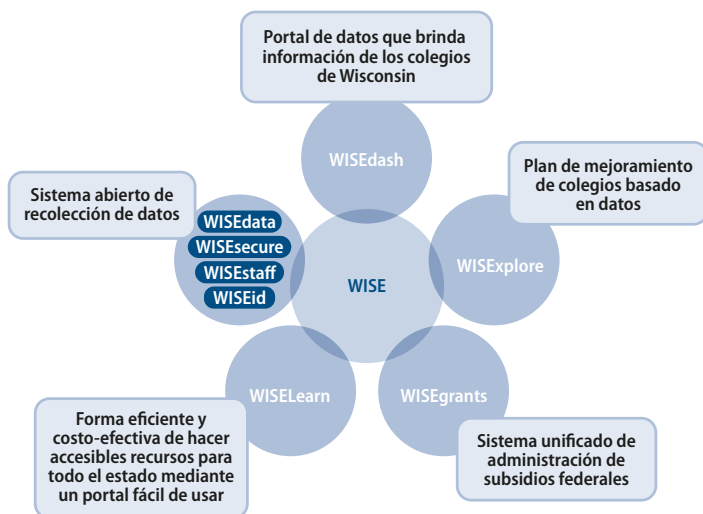 Portal de datos que brinda
información de los colegios
de Wisconsin
WISEdash
Plan de mejoramiento
de colegios basado
en datos
Sistema abierto de
recolección de datos
WISEdata
WISEsecure
WISEstaff
WISEid
WISE
WISExplore
WISELearn
WISEgrants
Forma eficiente y
costo-efectiva de hacer
accesibles recursos para
todo el estado mediante
un portal fácil de usar
Sistema unificado de
administración de
subsidios federales